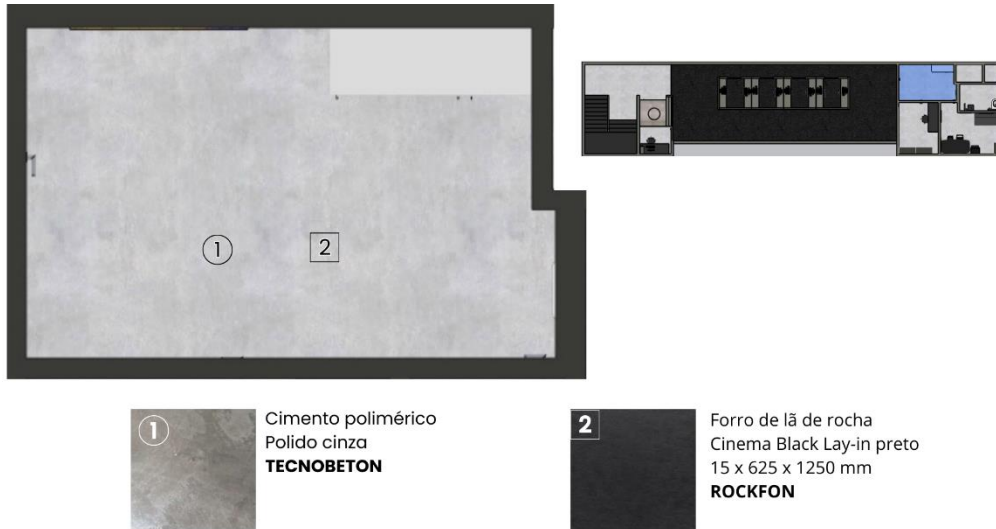 1
2
1
Cimento polimérico
Polido cinza
TECNOBETON
2
Forro de lã de rocha
Cinema Black Lay-in preto
15 x 625 x 1250 mm
ROCKFON